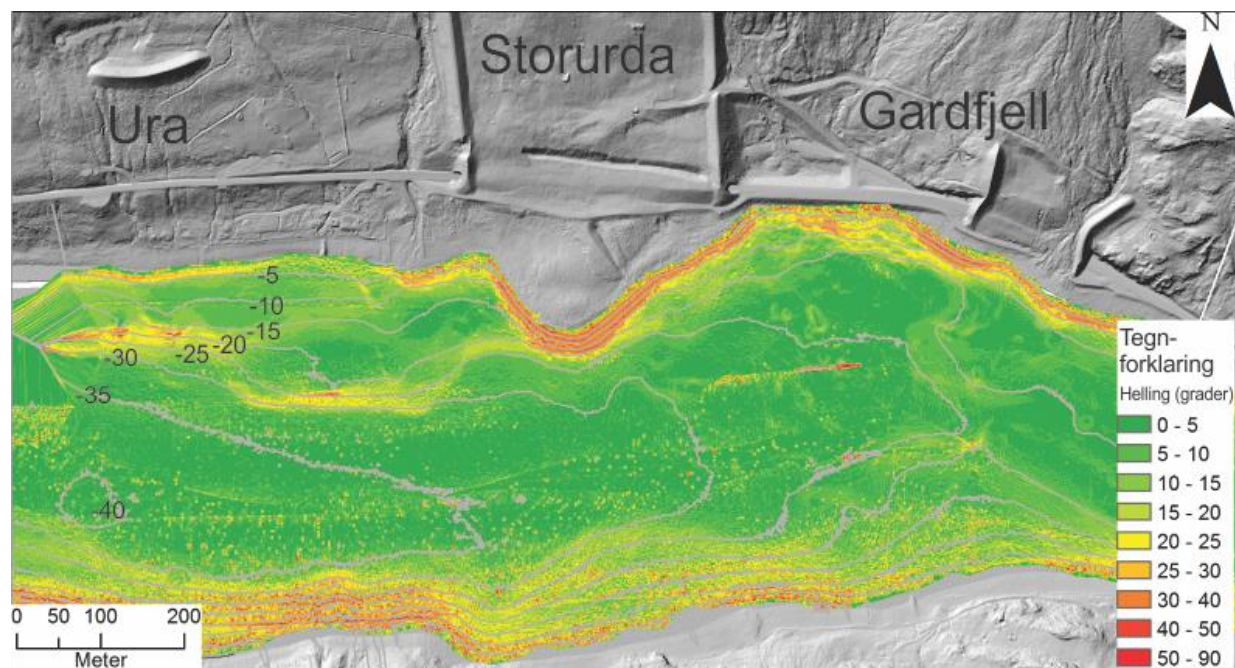 N
Storurda
Gardfjell
Ura
-5
-10
-15
-20
-25
-30
-35
-40
Tegn-
forklaring
Helling (grader)
0 - 5
5 - 10
10 - 15
15 - 20
20 - 25
25 - 30
30 - 40
40 - 50
50 - 90
0 50 100 200
Meter